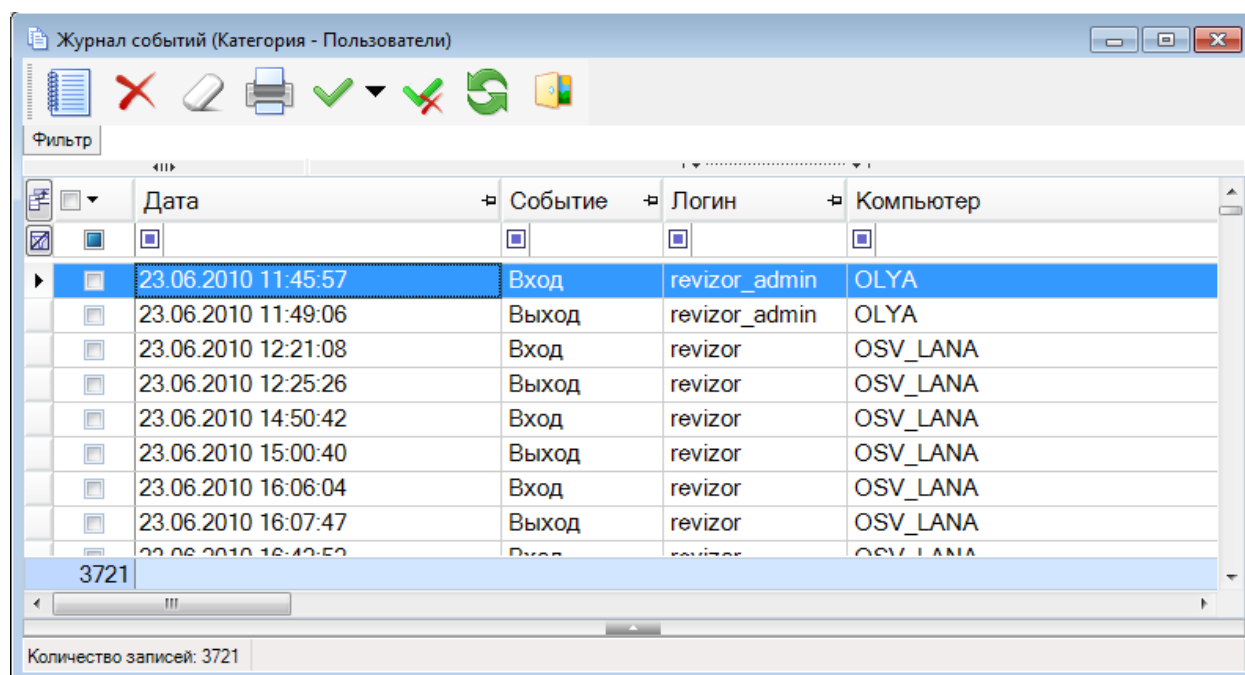 Журнал событий (Категория - Пользователи)
Фильтр
Дата Событие Логин Компьютер
23.06.2010 11:45:57 Вход revizor_admin OLYA
23.06.2010 11:49:06 Выход revizor_admin OLYA
23.06.2010 12:21:08 Вход revizor OSV_LANA
23.06.2010 12:25:26 Выход revizor OSV_LANA
23.06.2010 14:50:42 Вход revizor OSV_LANA
23.06.2010 15:00:40 Выход revizor OSV_LANA
23.06.2010 16:06:04 Вход revizor OSV_LANA
23.06.2010 16:07:47 Выход revizor OSV_LANA
revizor OSV_LANA
3721
Количество записей: 3721